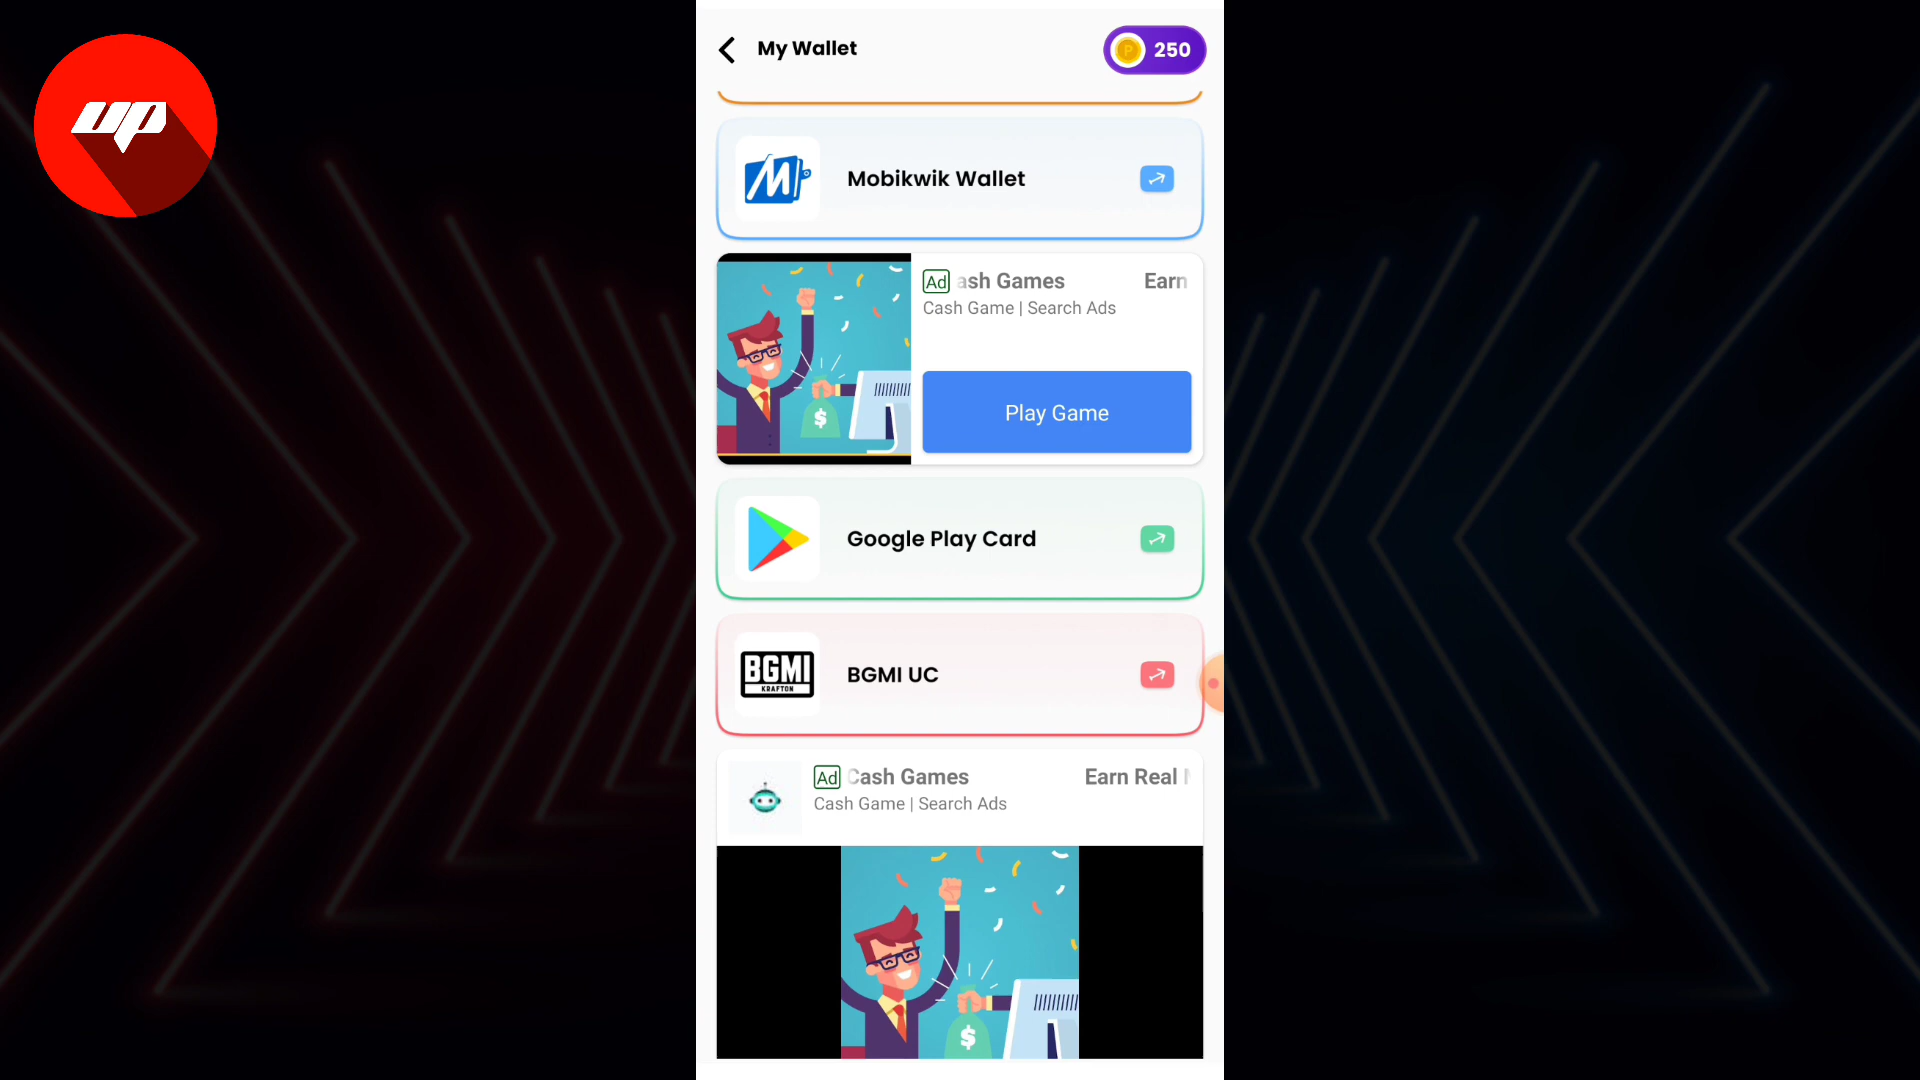 up
My Wallet
250
Mobikwik Wallet
Ad ash Games Earn
Cash Game | Search Ads
Play Game
Google Play Card
BGMI
KRAFTON
BGMI UC
Ad Cash Games Earn Real
Cash Game | Search Ads